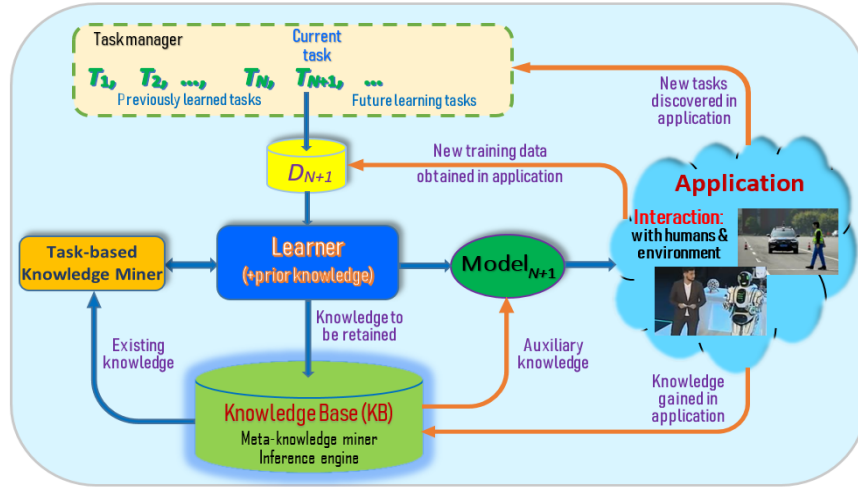 Task manager
Current
task
T1, T2, ..., TN, TN+1, ...
Previously learned tasks
Future learning tasks
New tasks
discovered in
application
DN+1
New training data
obtained in application
Application
Interaction:
with humans &
environment
Task-based
Knowledge Miner
Learner
(+prior knowledge)
ModelN+1
Existing
knowledge
Knowledge to
be retained
Auxiliary
knowledge
Knowledge
gained in
application
Knowledge Base (KB)
Meta-knowledge miner
Inference engine